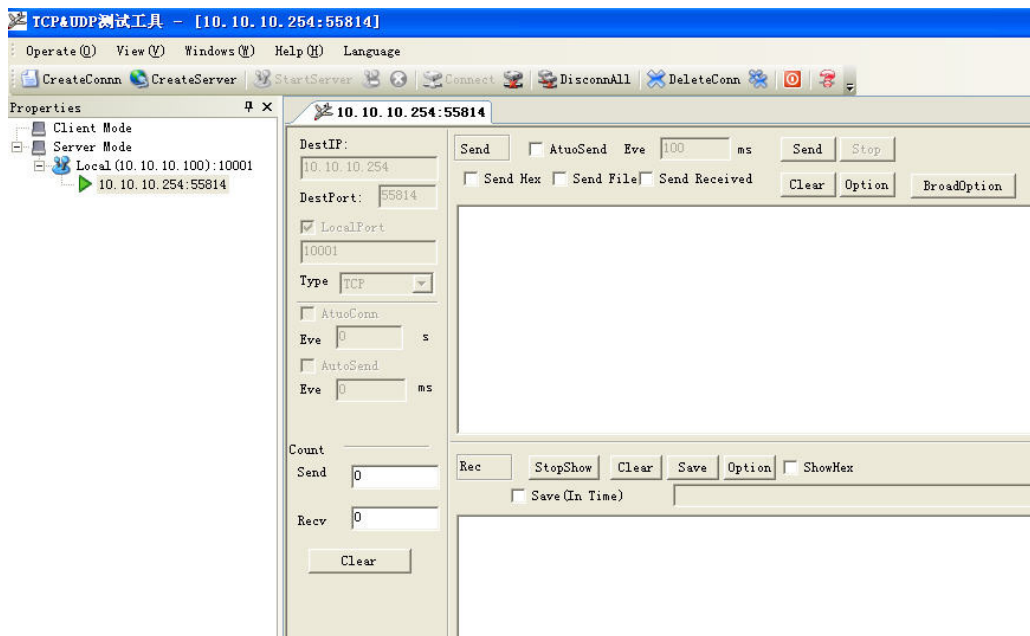 TCP&UDP测试工具 - [10.10.10.254:55814]
Operate(O) View(V) Windows(W) Help(H) Language
CreateConnn CreateServer StartServer Connect DisconnAll DeleteConn
Properties
Client Mode
Server Mode
Local(10.10.10.100):10001
10.10.10.254:55814
10.10.10.254:55814
DestIP:
10.10.10.254
DestPort: 55814
LocalPort
10001
Type TCP
AtuoConn
Eve 0 s
AutoSend
Eve 0 ms
Count
Send 0
Recv 0
Clear
Send AtuoSend Eve 100 ms Send Stop
Send Hex Send File Send Received Clear Option BroadOption
Rec StopShow Clear Save Option ShowHex
Save(In Time)